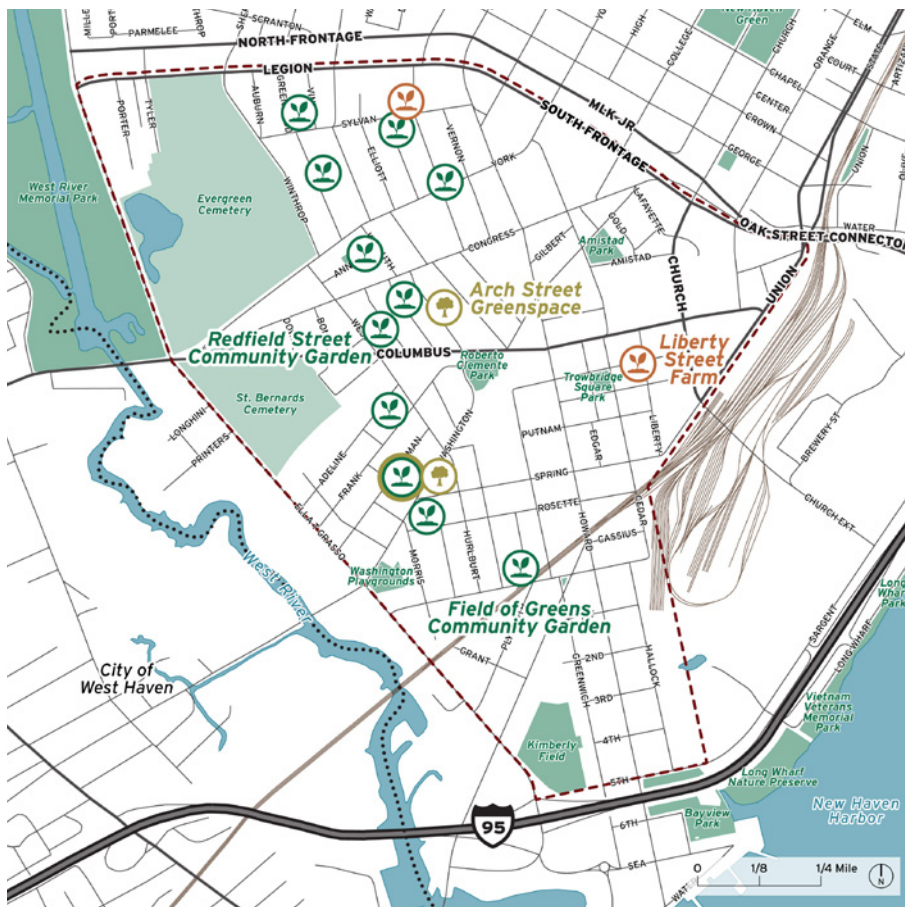 PARMELEE
SCRANTON
NORTH FRONTAGE
LEGION
New Haven
Green
ELM
CHURCH
ORANGE
COURT
STATE
COLLEGE
CHAPEL
CENTER
CROWN
GEORGE
HIGH
MLK-JR
SOUTH-FRONTAGE
UNION
WATER
OAK-STREET-CONNECTOR
PORTER
TYLER
AUBURN
SYLVAN
ELLIOTT
VERNON
YORK
WINTHROP
West River
Memorial Park
Evergreen
Cemetery
CONGRESS
GILBERT
GOLD
LAFAYETTE
Amistad
Park
AMISTAD
CHURCH
UNION
Arch Street
Greenspace
Redfield Street
Community Garden
COLUMBUS
Roberto
Clemente
Park
Liberty
Street
Farm
Trowbridge
Square
Park
St. Bernards
Cemetery
LONGHINI
PRINTERS
ADELINE
FRANK
WASHINGTON
PUTNAM
EDGAR
LIBERTY
SPRING
ROSETTE
CEDAR
HOWARD
CASSIUS
BREWERY-ST
CHURCH-EXT
ELLA-T-GRASSO
MORRIS
HURLBURT
Washington
Playgrounds
West River
Field of Greens
Community Garden
GRANT
2ND
3RD
4TH
5TH
6TH
SEA
GREENWICH
HALLOCK
City of
West Haven
Kimberly
Field
SARGENT
LONG-WHARF
Long
Vietnam
Veterans
Memorial
Park
Long Wharf
Nature Preserve
Bayview
Park
New Haven
Harbor
95
0 1/8 1/4 Mile
N